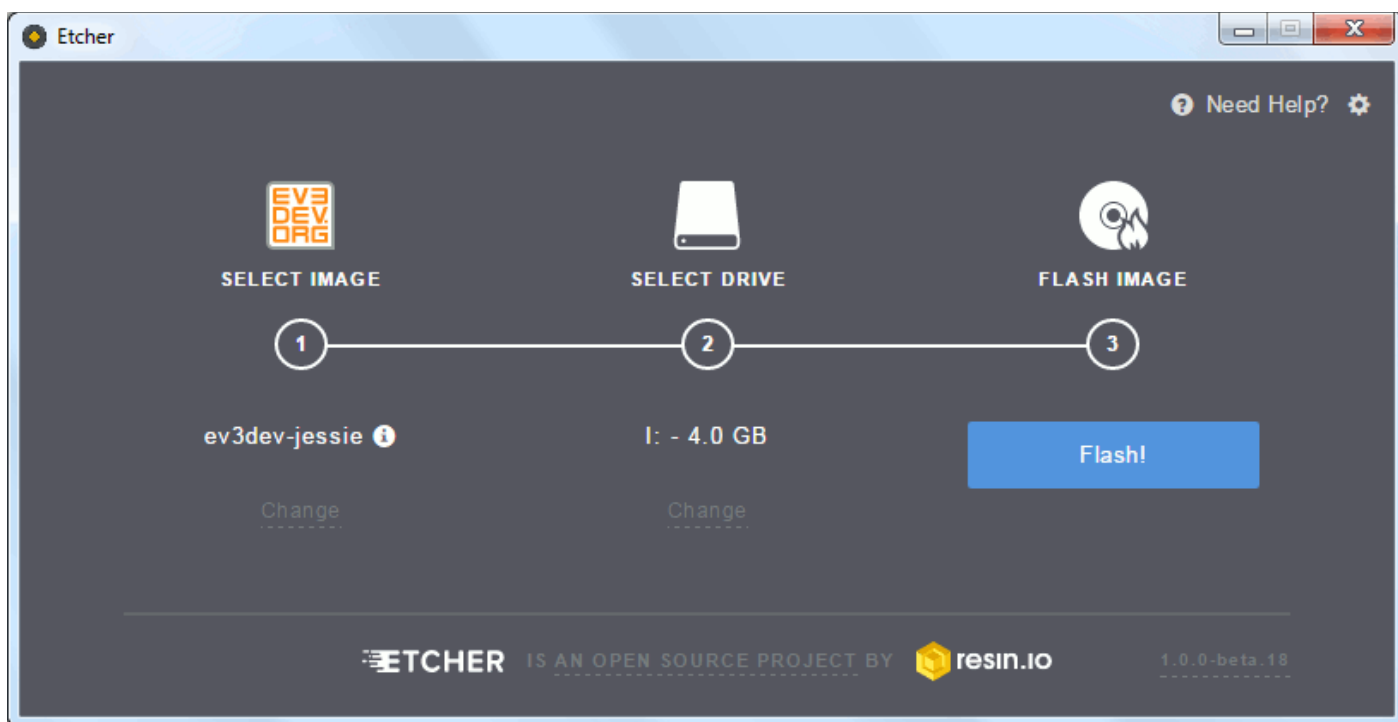 Etcher
Need Help?
EV3
DEV.
ORG
SELECT IMAGE
SELECT DRIVE
FLASH IMAGE
1
2
3
ev3dev-jessie
I: - 4.0 GB
Flash!
Change
Change
ETCHER IS AN OPEN SOURCE PROJECT BY resin.io 1.0.0-beta.18